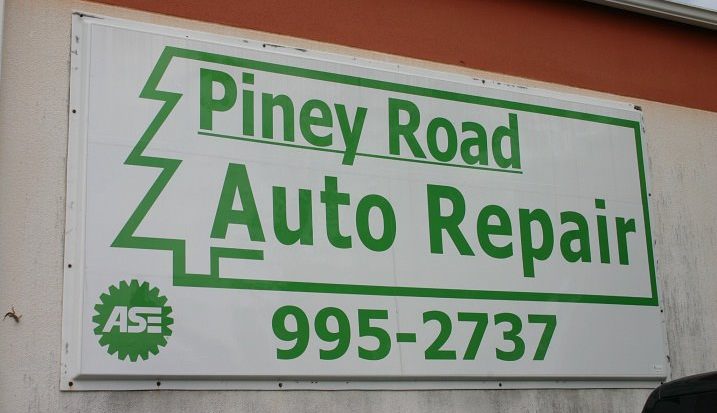 Piney Road
Auto Repair
ASE
995-2737